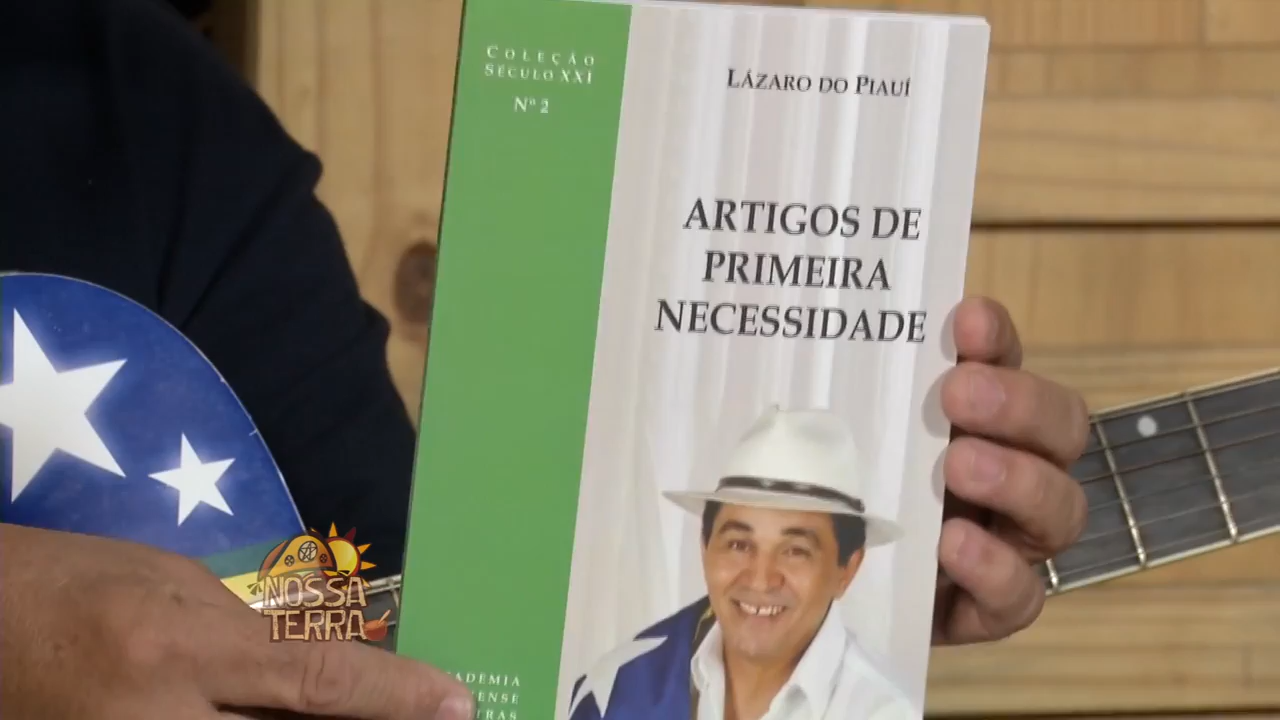 COLEÇÃO
SÉCULO XXI
Nº 2
LÁZARO DO PIAUÍ
ARTIGOS DE
PRIMEIRA
NECESSIDADE
NOSSA
TERRA